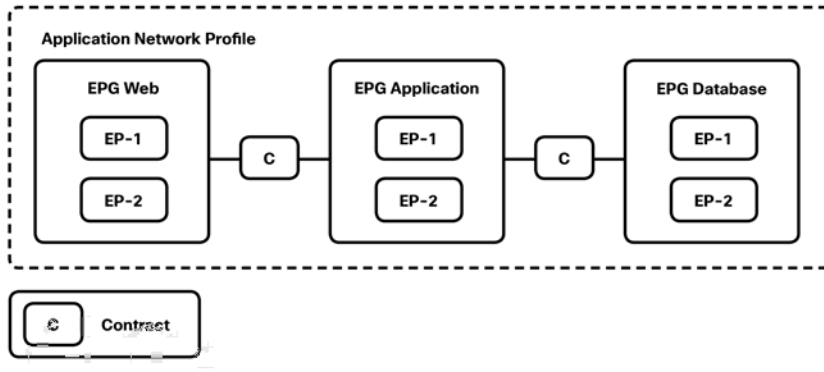 Application Network Profile
EPG Web
EPG Application
EPG Database
EP-1
C
EP-1
C
EP-1
EP-2
EP-2
EP-2
C
Contract